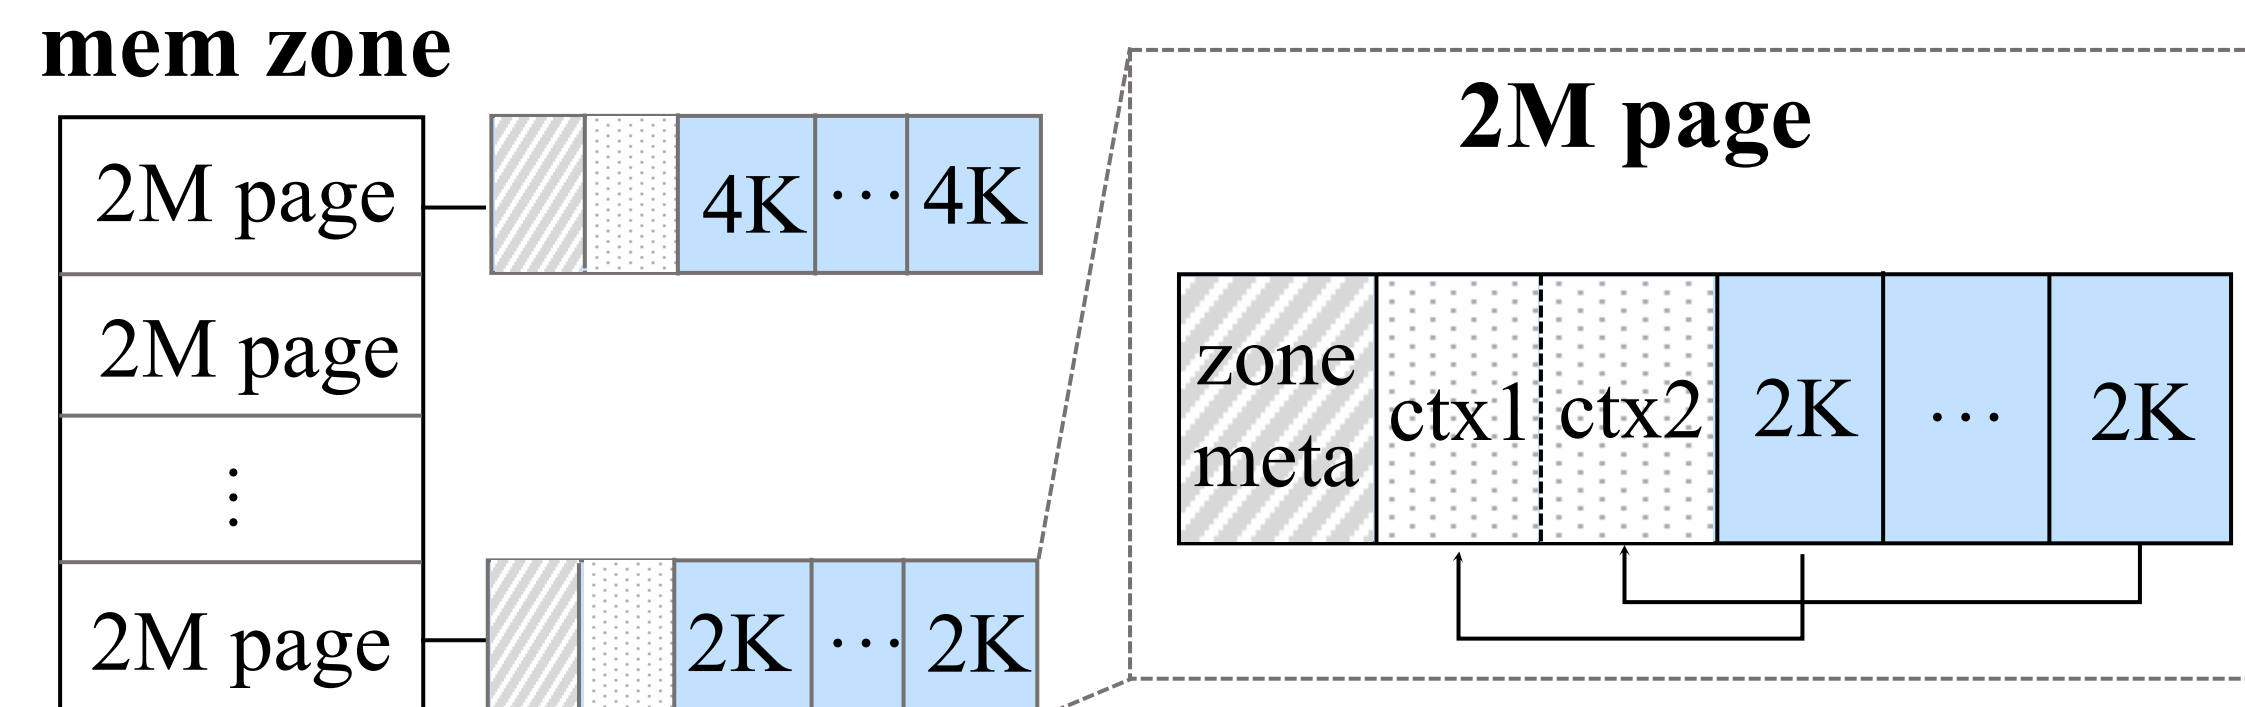 mem zone
2M page
2M page
⋮
2M page
4K ··· 4K
2K ··· 2K
2M page
zone meta
ctx1
ctx2
2K
···
2K